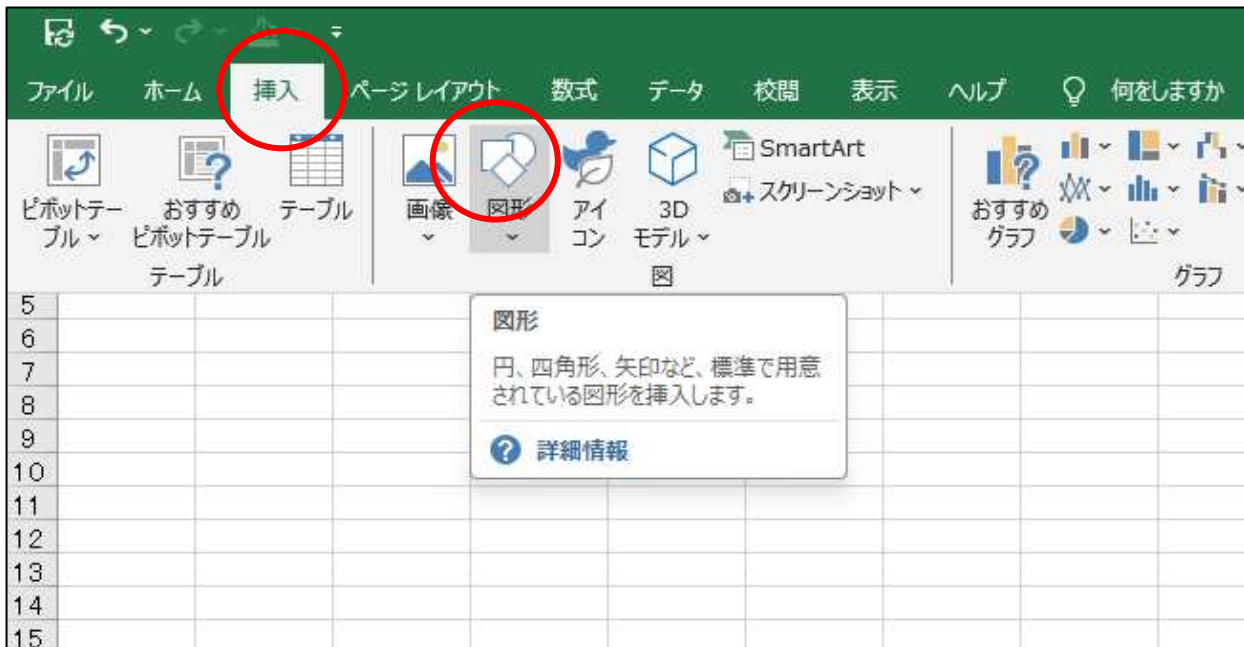 ファイル ホーム 挿入 ページ レイアウト 数式 データ 校閲 表示 ヘルプ 何をしますか
ピボットテー
ブル
おすすめ
ピボットテーブル
テーブル
画像
図形
アイ
コン
3D
モデル
SmartArt
スクリーンショット
おすすめ
グラフ
テーブル
図
グラフ
図形
円、四角形、矢印など、標準で用意
されている図形を挿入します。
詳細情報
5
6
7
8
9
10
11
12
13
14
15